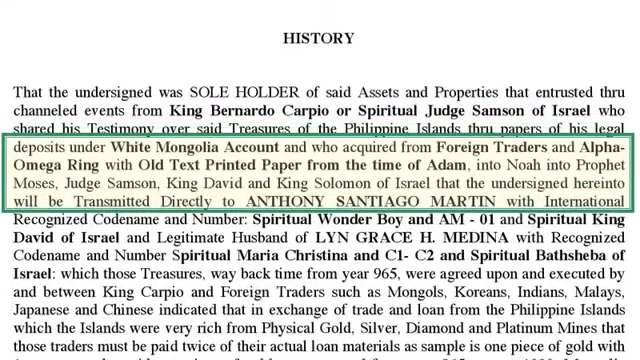 HISTORY
That the undersigned was SOLE HOLDER of said Assets and Properties that entrusted thru
channeled events from King Bernardo Carpio or Spiritual Judge Samson of Israel who
shared his Testimony over said Treasures of the Philippine Islands thru papers of his legal
deposits under White Mongolia Account and who acquired from Foreign Traders and Alpha-
Omega Ring with Old Text Printed Paper from the time of Adam, into Noah into Prophet
Moses, Judge Samson, King David and King Solomon of Israel that the undersigned hereinto
will be Transmitted Directly to ANTHONY SANTIAGO MARTIN with International
Recognized Codename and Number: Spiritual Wonder Boy and AM - 01 and Spiritual King
David of Israel and Legitimate Husband of LYN GRACE H. MEDINA with Recognized
Codename and Number Spiritual Maria Christina and C1- C2 and Spiritual Bathsheba of
Israel: which those Treasures, way back time from year 965, were agreed upon and executed by
and between King Carpio and Foreign Traders such as Mongols, Koreans, Indians, Malays,
Japanese and Chinese indicated that in exchange of trade and loan from the Philippine Islands
which the Islands were very rich from Physical Gold, Silver, Diamond and Platinum Mines that
those traders must be paid twice of their actual loan materials as sample is one piece of gold with